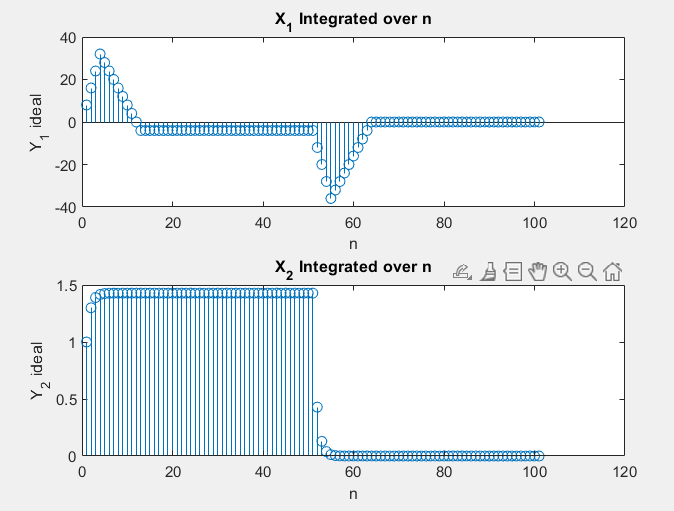 X1 Integrated over n
40
20
0
-20
-40
Y1 ideal
0 20 40 60 80 100 120
n
X2 Integrated over n
1.5
1
0.5
0
Y2 ideal
0 20 40 60 80 100 120
n